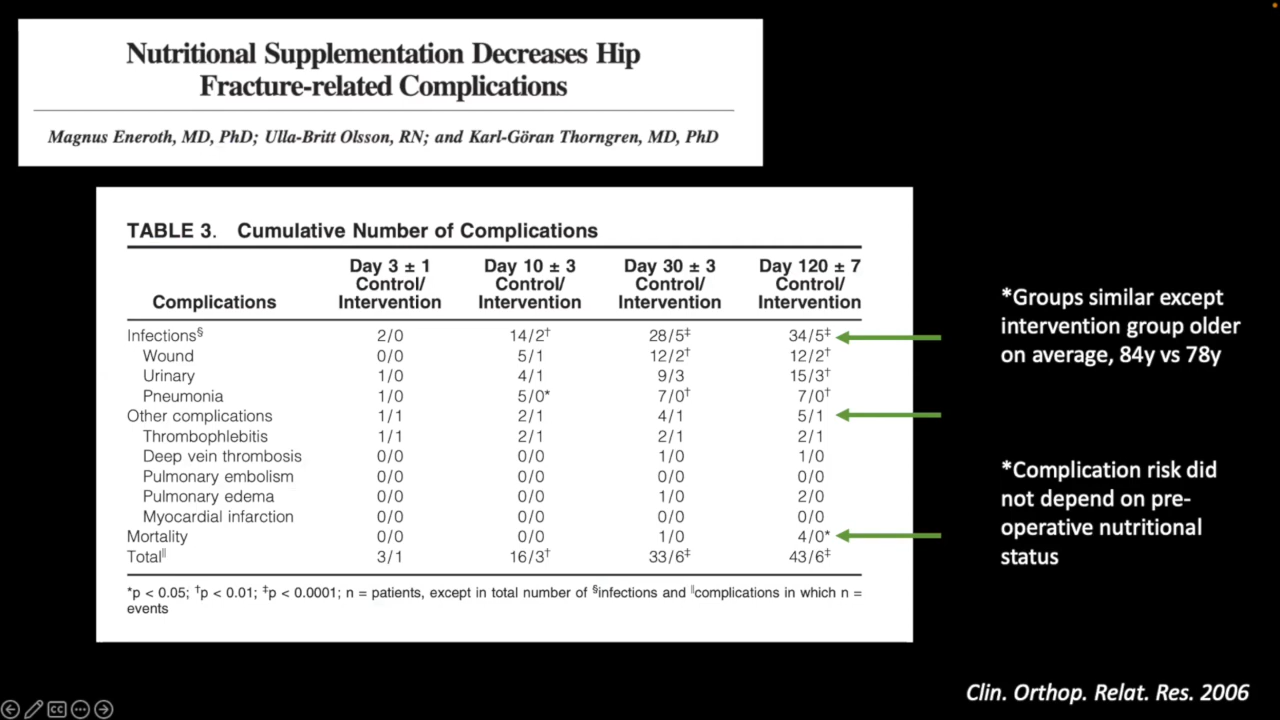 Nutritional Supplementation Decreases Hip
Fracture-related Complications
Magnus Eneroth, MD, PhD; Ulla-Britt Olsson, RN; and Karl-Göran Thorngren, MD, PhD
TABLE 3. Cumulative Number of Complications
Complications
Day 3 ± 1 Control/ Intervention
Day 10 ± 3 Control/ Intervention
Day 30 ± 3 Control/ Intervention
Day 120 ± 7 Control/ Intervention
Infections§ 2/0 14/2† 28/5‡ 34/5‡
Wound 0/0 5/1 12/2† 12/2†
Urinary 1/0 4/1 9/3 15/3†
Pneumonia 1/0 5/0* 7/0† 7/0†
Other complications 1/1 2/1 4/1 5/1
Thrombophlebitis 1/1 2/1 2/1 2/1
Deep vein thrombosis 0/0 0/0 1/0 1/0
Pulmonary embolism 0/0 0/0 0/0 0/0
Pulmonary edema 0/0 0/0 1/0 2/0
Myocardial infarction 0/0 0/0 0/0 0/0
Mortality 0/0 0/0 1/0 4/0*
Total‖ 3/1 16/3† 33/6‡ 43/6‡
*p < 0.05; †p < 0.01; ‡p < 0.0001; n = patients, except in total number of §infections and ‖complications in which n =
events
*Groups similar except
intervention group older
on average, 84y vs 78y
*Complication risk did
not depend on pre-
operative nutritional
status
Clin. Orthop. Relat. Res. 2006
CC